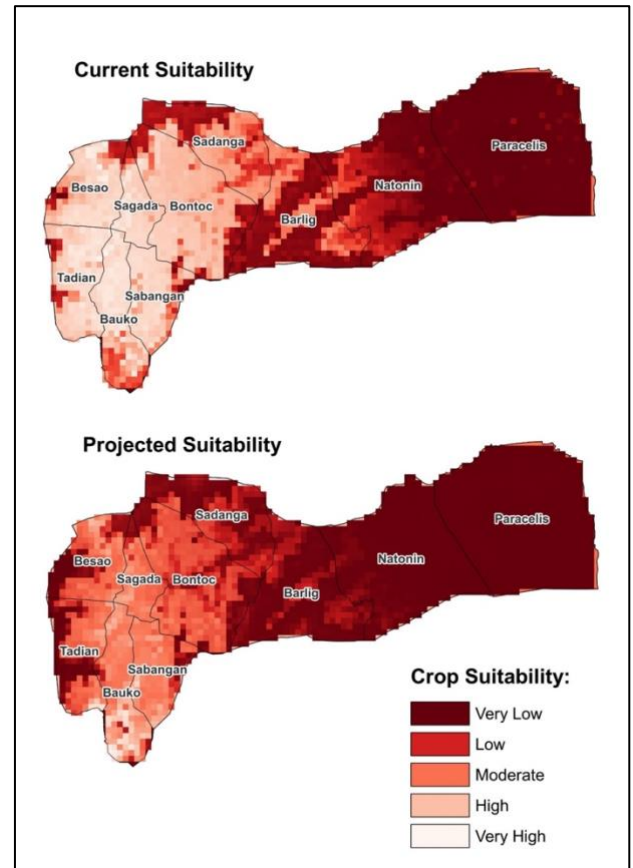 Current Suitability
Sadanga
Paracelis
Besao
Natonin
Sagada
Bontoc
Barlig
Tadian
Sabangan
Bauko
Projected Suitability
Sadanga
Paracelis
Besao
Natonin
Sagada
Bontoc
Barlig
Tadian
Sabangan
Bauko
Crop Suitability:
Very Low
Low
Moderate
High
Very High